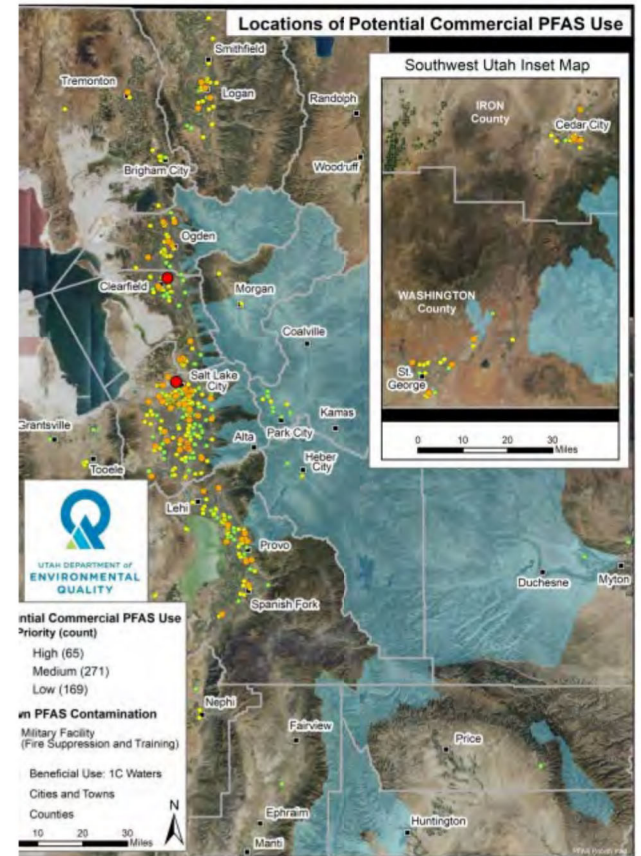 Locations of Potential Commercial PFAS Use
Smithfield
Tremonton
Logan
Randolph
Brigham City
Woodruff
Ogden
Clearfield
Morgan
Coalville
Salt Lake
City
Grantsville
Park City
Kamas
Alta
Tooele
Heber
City
Lehi
Provo
Duchesne
Myton
Spanish Fork
Nephi
Fairview
Price
Ephraim
Huntington
Manti
Southwest Utah Inset Map
IRON
County
Cedar City
WASHINGTON
County
St.
George
0 10 20 30
Miles
UTAH DEPARTMENT of
ENVIRONMENTAL
QUALITY
ntial Commercial PFAS Use
Priority (count)
High (65)
Medium (271)
Low (169)
n PFAS Contamination
Military Facility
(Fire Suppression and Training)
Beneficial Use: 1C Waters
Cities and Towns
Counties
N
10 20 30
Miles